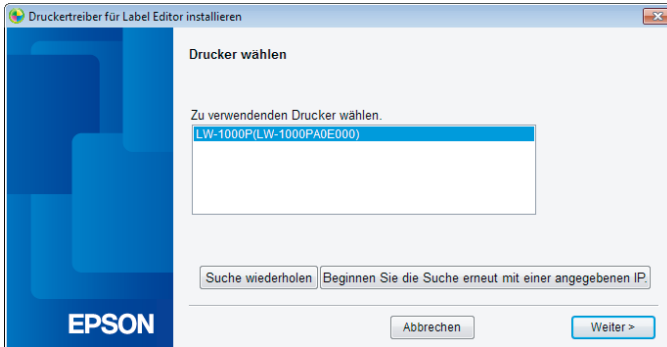 Druckertreiber für Label Editor installieren
Drucker wählen
Zu verwendenden Drucker wählen.
LW-1000P(LW-1000PA0E000)
Suche wiederholen Beginnen Sie die Suche erneut mit einer angegebenen IP.
EPSON Abbrechen Weiter >